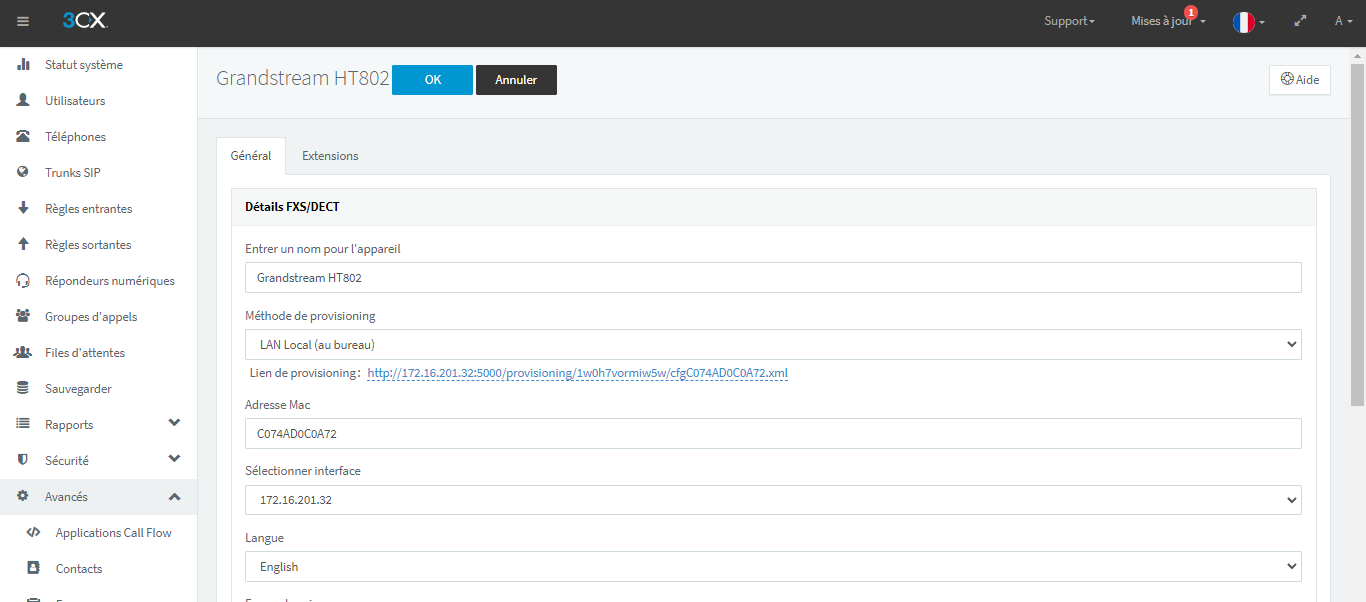 3CX
Support
Mises à jour 1
A
Statut système
Utilisateurs
Téléphones
Trunks SIP
Règles entrantes
Règles sortantes
Répondeurs numériques
Groupes d'appels
Files d'attentes
Sauvegarder
Rapports
Sécurité
Avancés
Applications Call Flow
Contacts
Grandstream HT802 OK Annuler
Aide
Général Extensions
Détails FXS/DECT
Entrer un nom pour l'appareil
Grandstream HT802
Méthode de provisioning
LAN Local (au bureau)
Lien de provisioning: http://172.16.201.32:5000/provisioning/1w0h7vormiw5w/cfgC074AD0C0A72.xml
Adresse Mac
C074AD0C0A72
Sélectionner interface
172.16.201.32
Langue
English